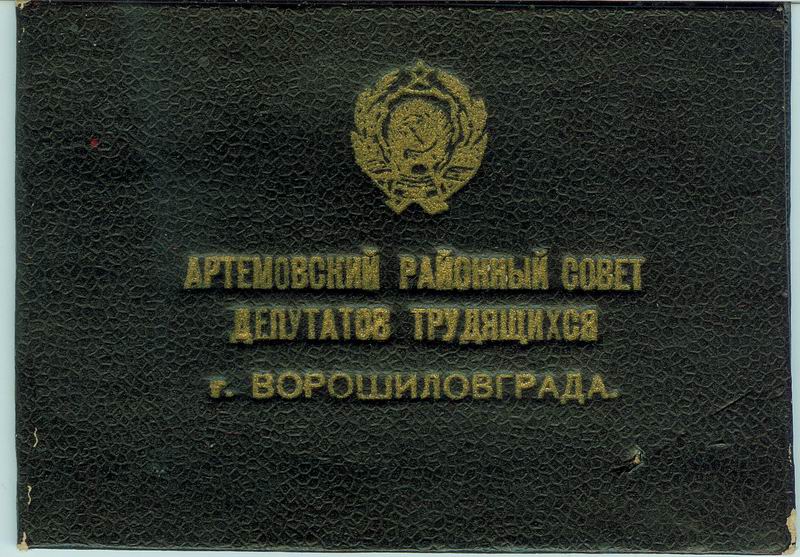 АРТЕМОВСКИЙ РАЙОННЫЙ СОВЕТ
ДЕПУТАТОВ ТРУДЯЩИХСЯ
г. ВОРОШИЛОВГРАДА.